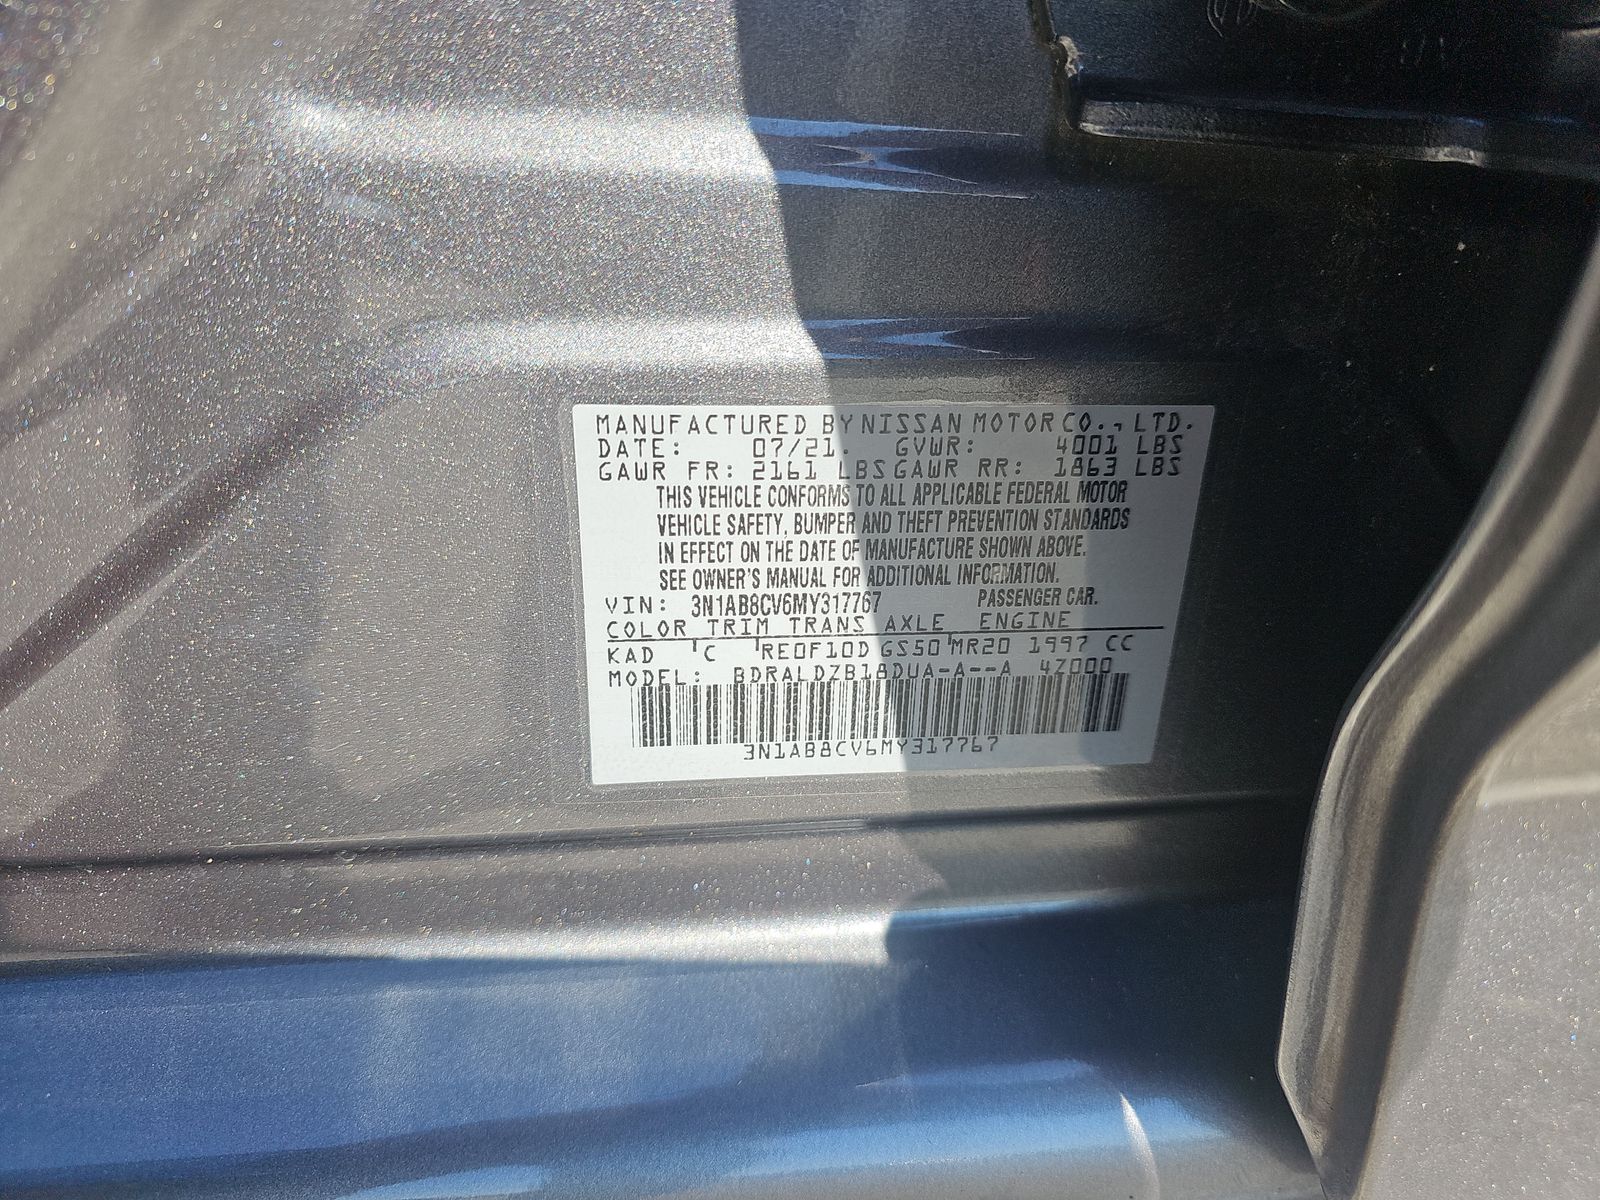 MANUFACTURED BY NISSAN MOTOR CO., LTD.
DATE: 07/21. GVWR: 4001 LBS
GAWR FR: 2161 LBS GAWR RR: 1863 LBS
THIS VEHICLE CONFORMS TO ALL APPLICABLE FEDERAL MOTOR
VEHICLE SAFETY, BUMPER AND THEFT PREVENTION STANDARDS
IN EFFECT ON THE DATE OF MANUFACTURE SHOWN ABOVE.
SEE OWNER'S MANUAL FOR ADDITIONAL INFORMATION.
VIN: 3N1AB8CV6MY317767 PASSENGER CAR.
COLOR TRIM TRANS AXLE ENGINE
KAD 'C 'RE0F10D GS50 'MR20 1997 CC
MODEL: BDRALDZB18DUA-A--A 4Z000
3N1AB8CV6MY317767